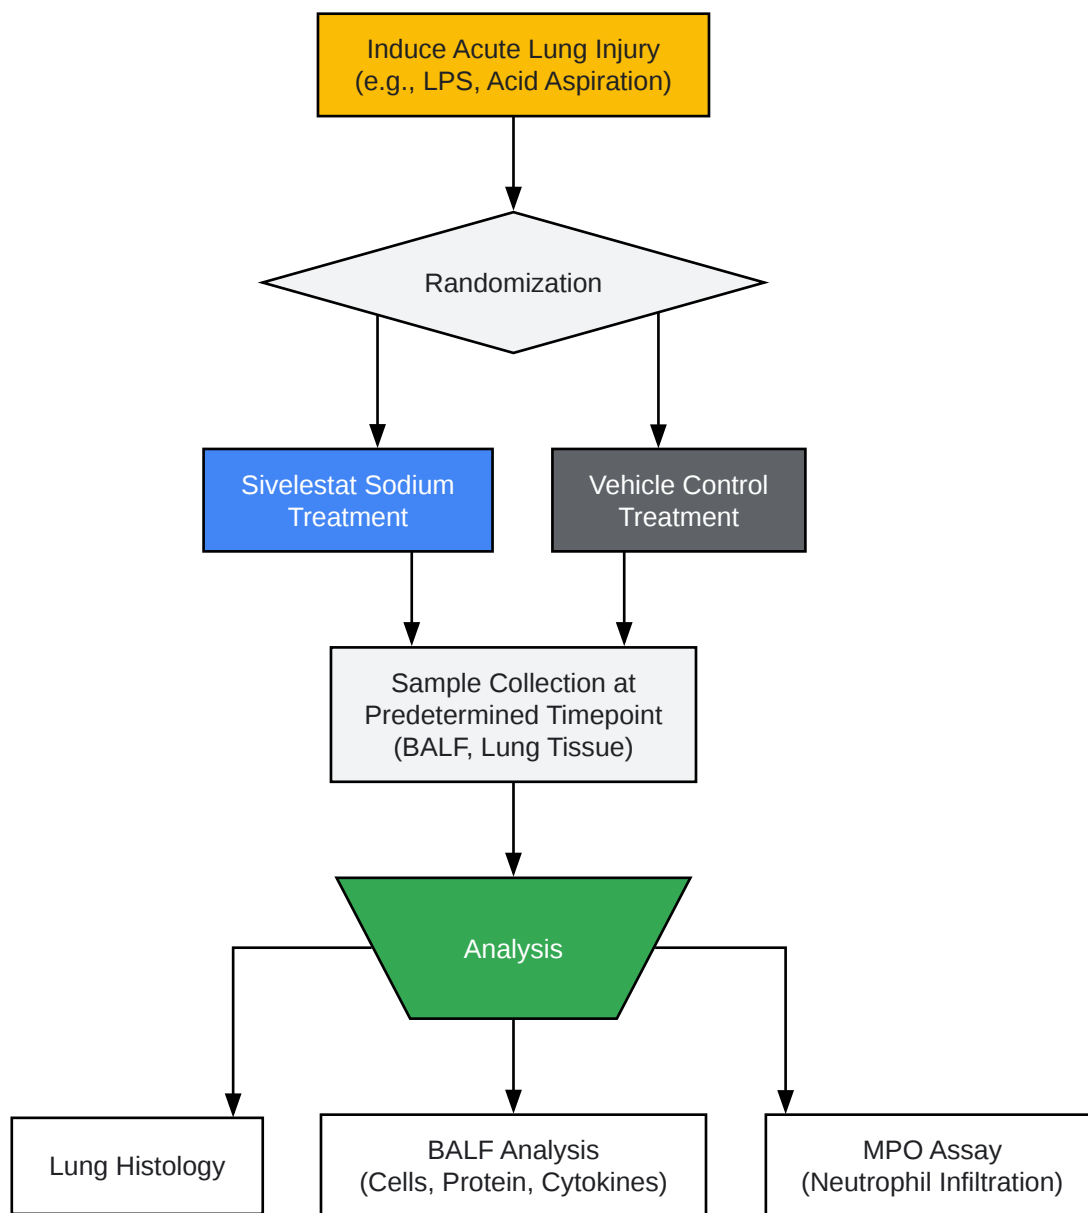 Induce Acute Lung Injury
(e.g., LPS, Acid Aspiration)
Randomization
Sivelestat Sodium
Treatment
Vehicle Control
Treatment
Sample Collection at
Predetermined Timepoint
(BALF, Lung Tissue)
Analysis
Lung Histology
BALF Analysis
(Cells, Protein, Cytokines)
MPO Assay
(Neutrophil Infiltration)